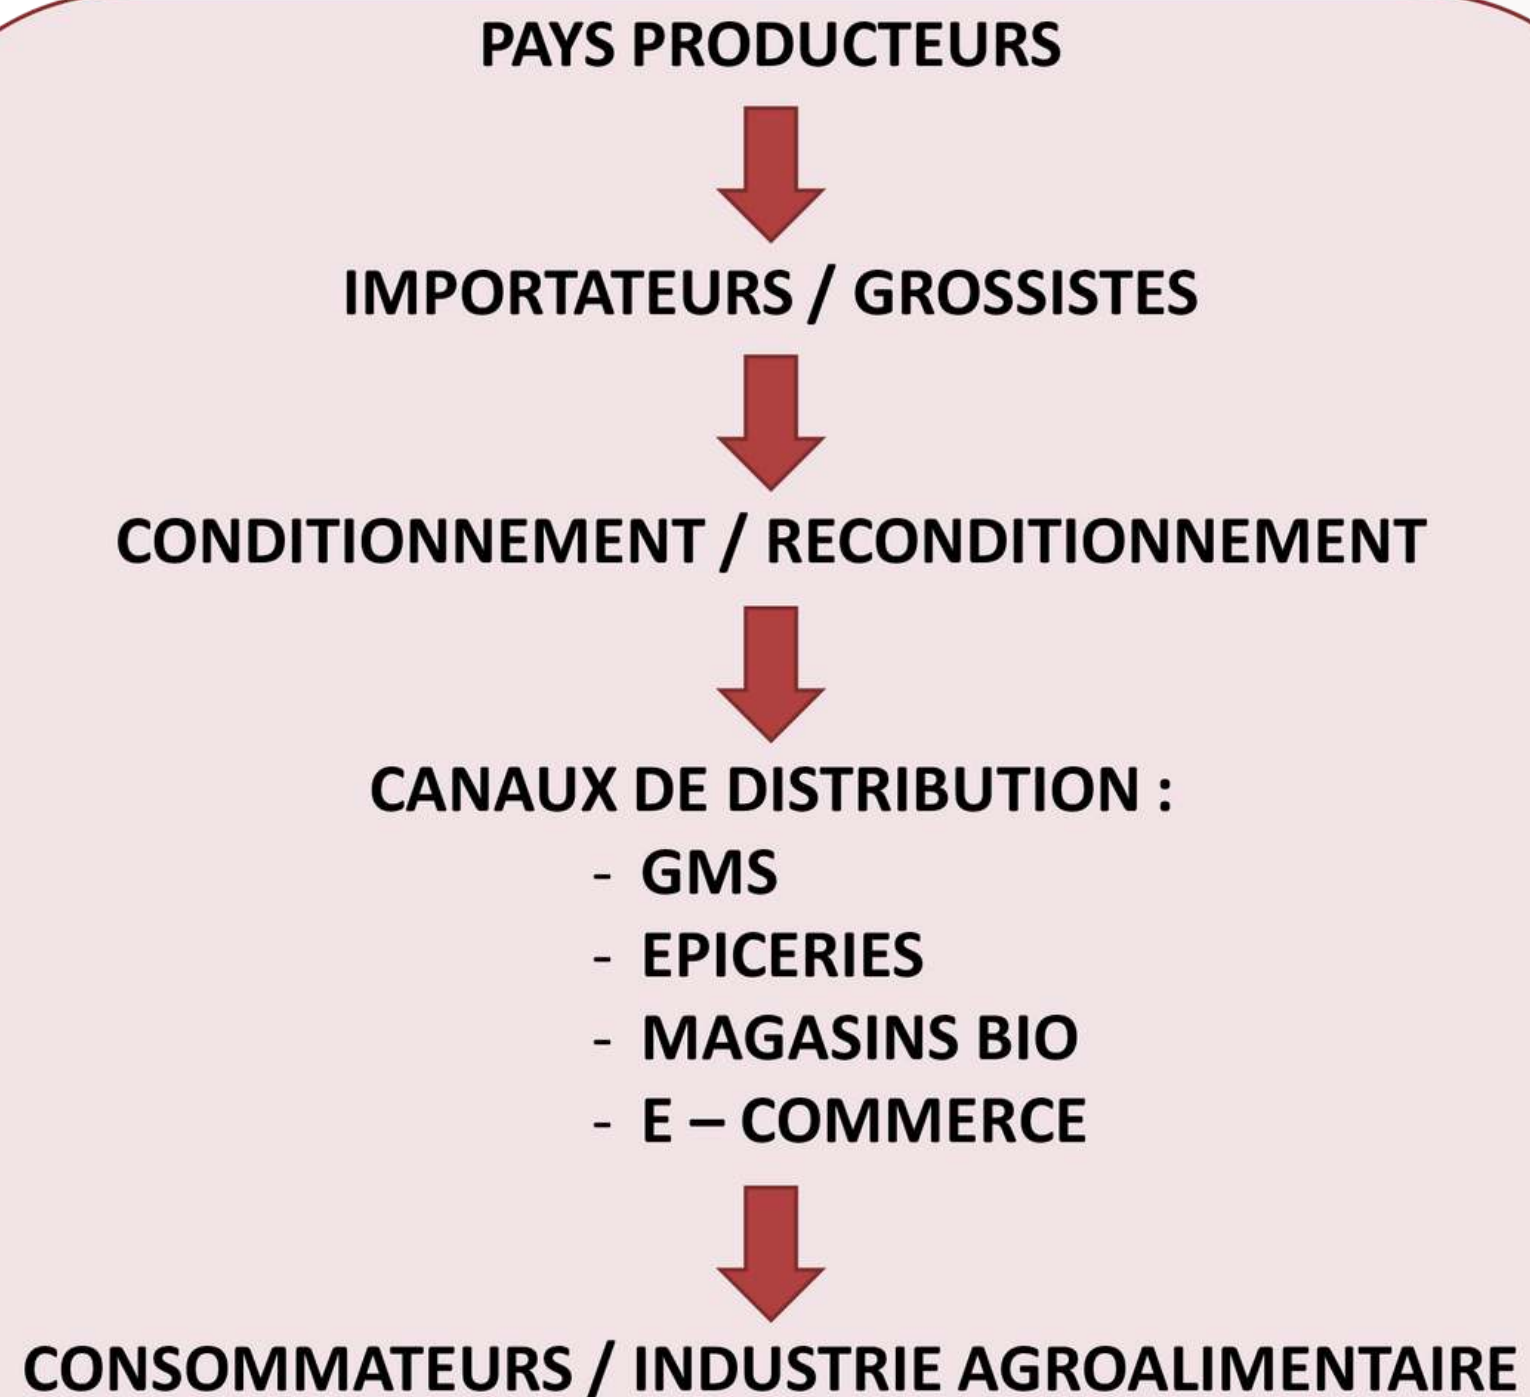 PAYS PRODUCTEURS
IMPORTATEURS / GROSSISTES
CONDITIONNEMENT / RECONDITIONNEMENT
CANAUX DE DISTRIBUTION :
- GMS
- EPICERIES
- MAGASINS BIO
- E – COMMERCE
CONSOMMATEURS / INDUSTRIE AGROALIMENTAIRE